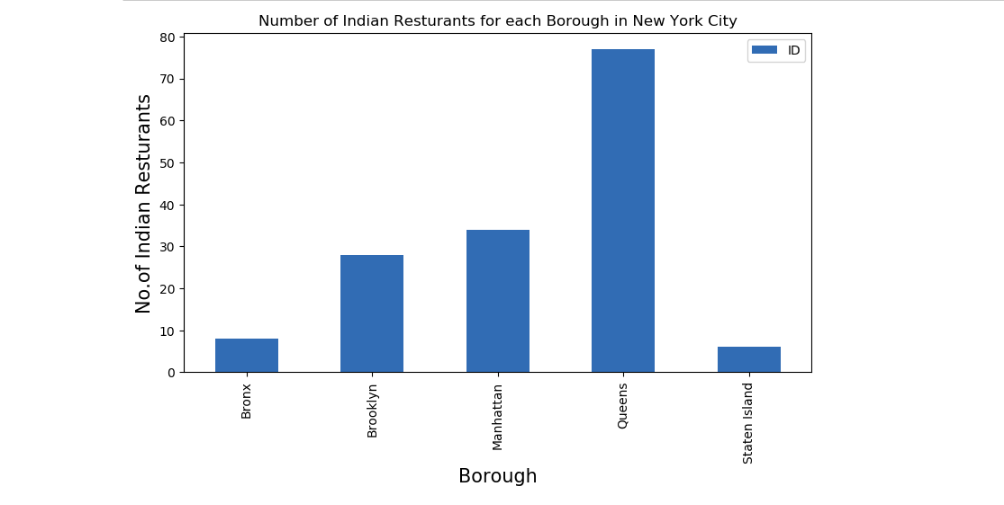 Number of Indian Resturants for each Borough in New York City
ID
No.of Indian Resturants
80
70
60
50
40
30
20
10
0
Bronx
Brooklyn
Manhattan
Queens
Staten Island
Borough